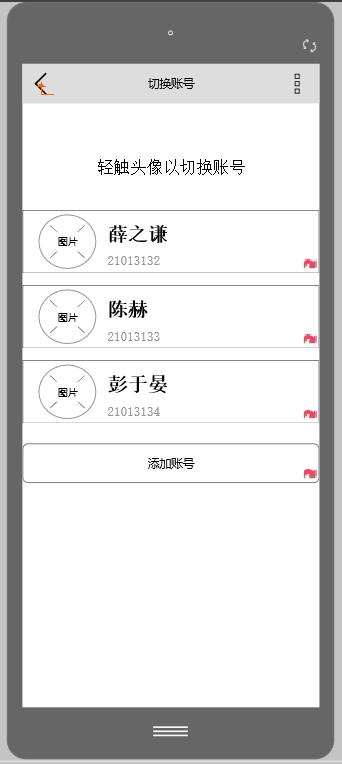 切换账号
轻触头像以切换账号
图片
薛之谦
21013132
图片
陈赫
21013133
图片
彭于晏
21013134
添加账号